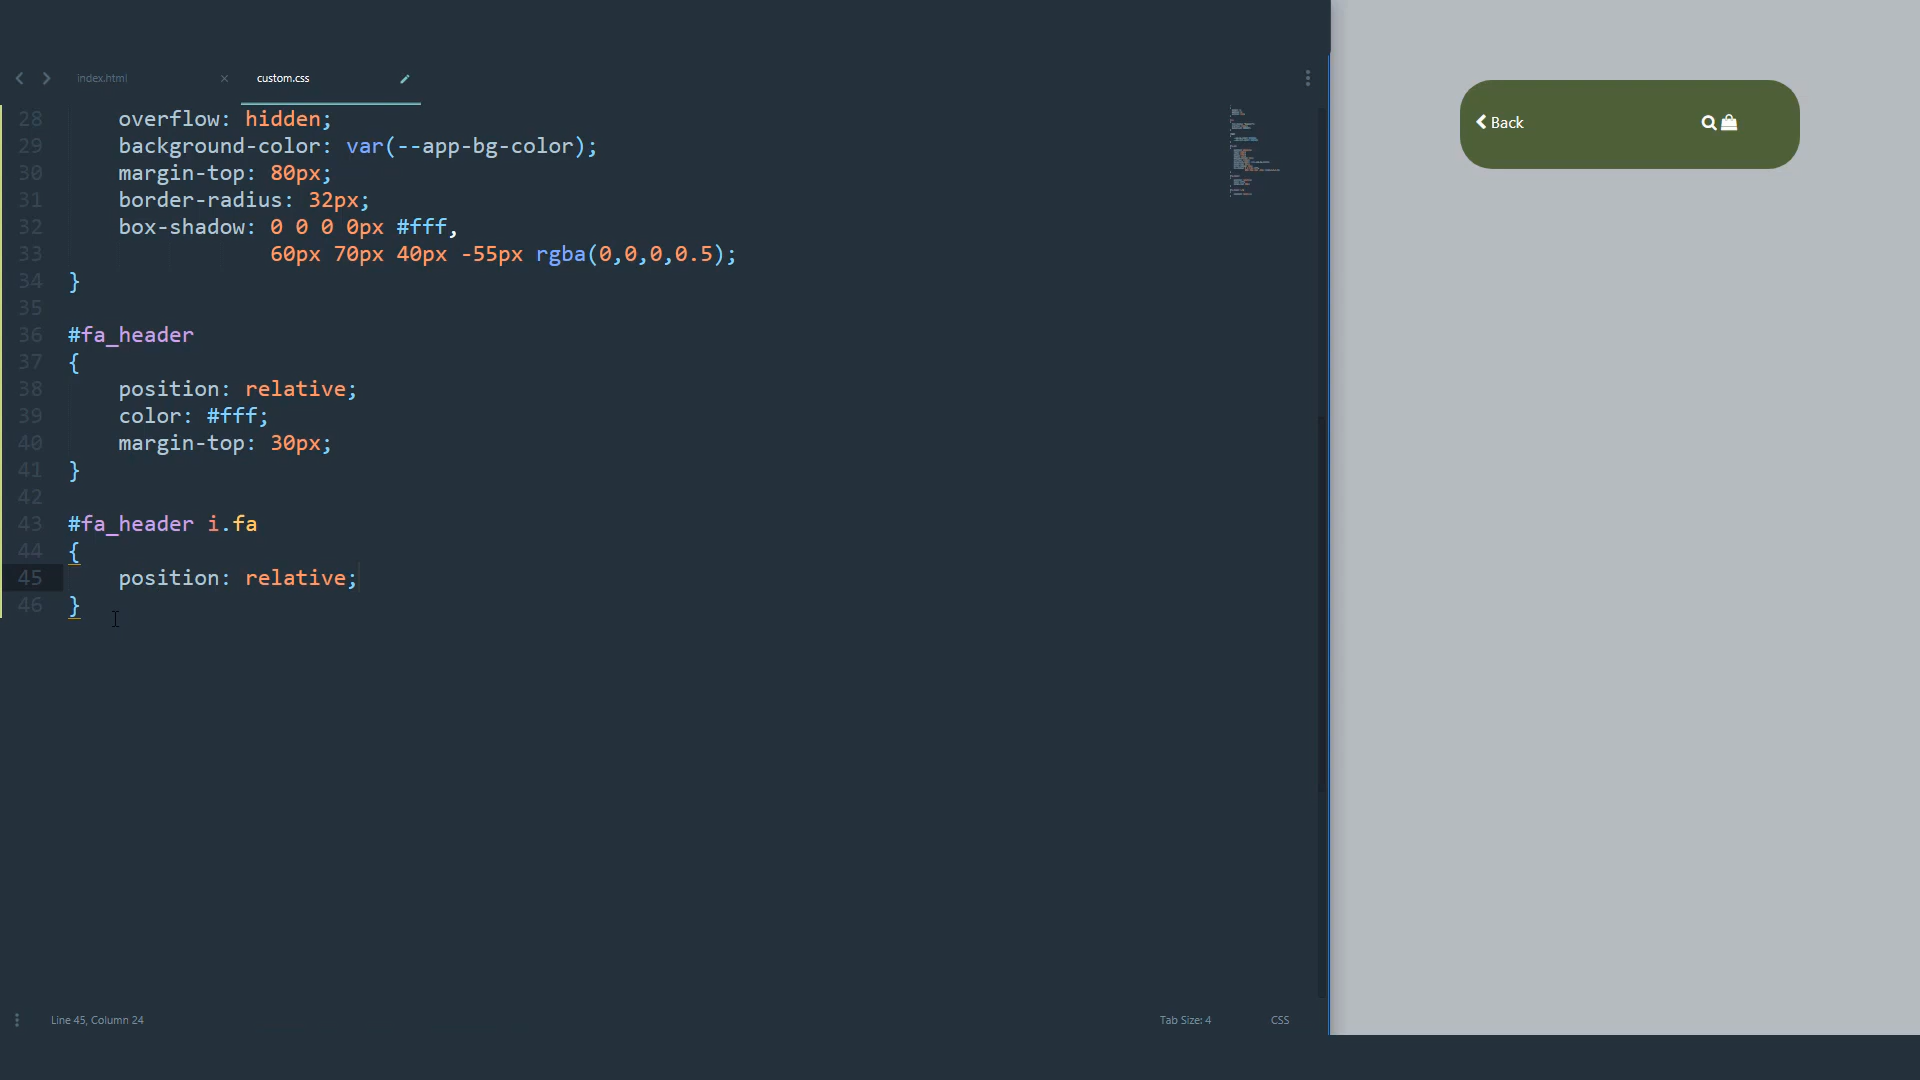 index.html
custom.css
28 overflow: hidden;
29 background-color: var(--app-bg-color);
30 margin-top: 80px;
31 border-radius: 32px;
32 box-shadow: 0 0 0 0px #fff,
33 60px 70px 40px -55px rgba(0,0,0,0.5);
34 }
35
36 #fa_header
37 {
38 position: relative;
39 color: #fff;
40 margin-top: 30px;
41 }
42
43 #fa_header i.fa
44 {
45 position: relative;
46 }
Line 45, Column 24
Tab Size: 4
CSS
Back